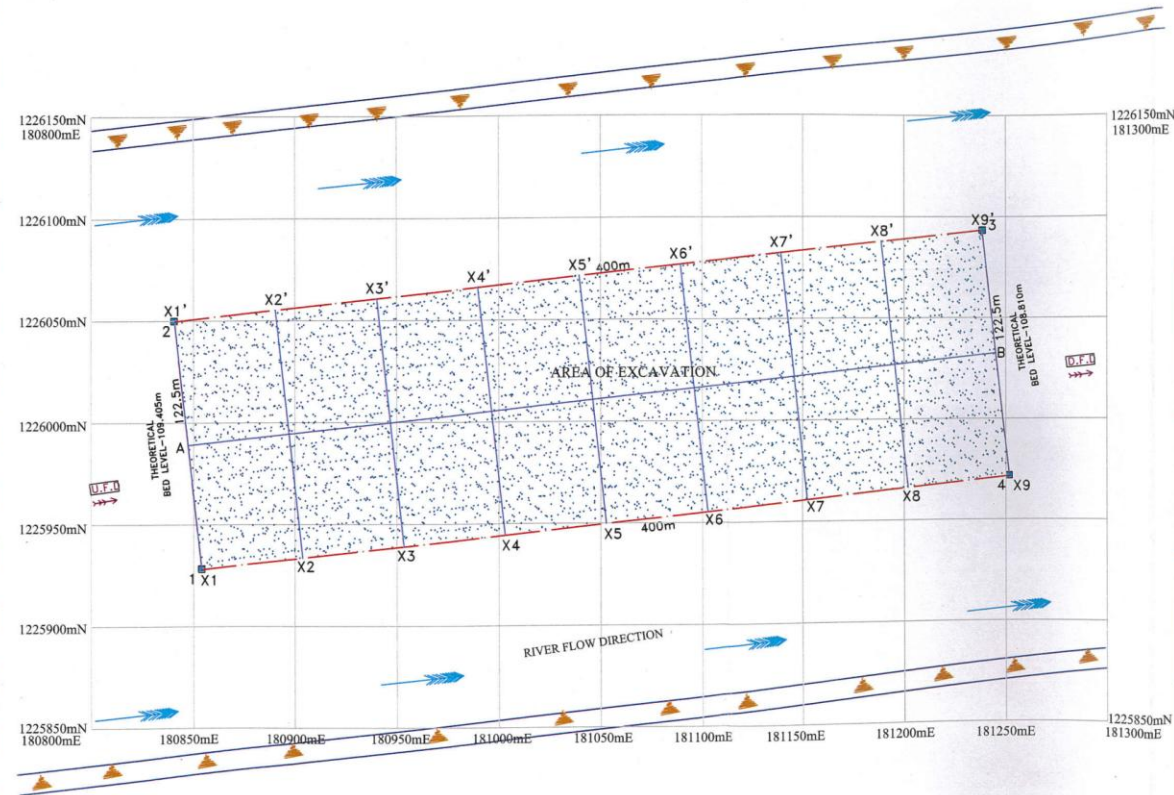 1226150mN
180800mE
1226150mN
181300mE
1226100mN
X9'
3
X8'
X7'
X6'
X5'
400m
X4'
X3'
X2'
X1'
2
1226050mN
122.5m
THEORETICAL
BED LEVEL-108.810m
B
D.F.L
AREA OF EXCAVATION
122.5m
1226000mN
A
THEORETICAL
BED LEVEL-109.405m
U.F.L
4 X9
X8
X7
X6
400m
X5
X4
X3
X2
1 X1
1225950mN
1225900mN
RIVER FLOW DIRECTION
1225850mN
180800mE
180850mE
180900mE
180950mE
181000mE
181050mE
181100mE
181150mE
181200mE
181250mE
1225850mN
181300mE